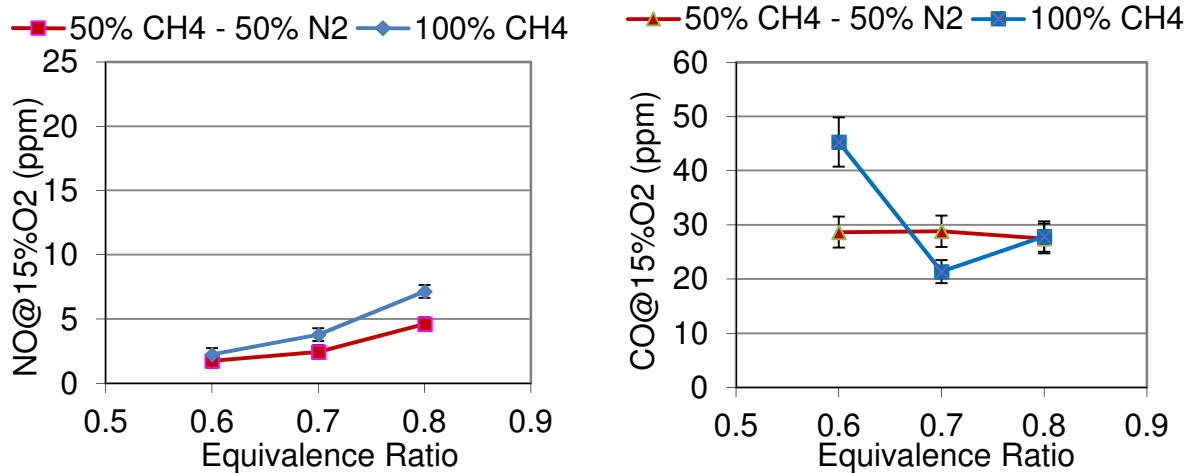 50% CH4 - 50% N2 100% CH4
NO@15%O2 (ppm)
25
20
15
10
5
0
0.5 0.6 0.7 0.8 0.9
Equivalence Ratio
50% CH4 - 50% N2 100% CH4
CO@15%O2 (ppm)
60
50
40
30
20
10
0
0.5 0.6 0.7 0.8 0.9
Equivalence Ratio